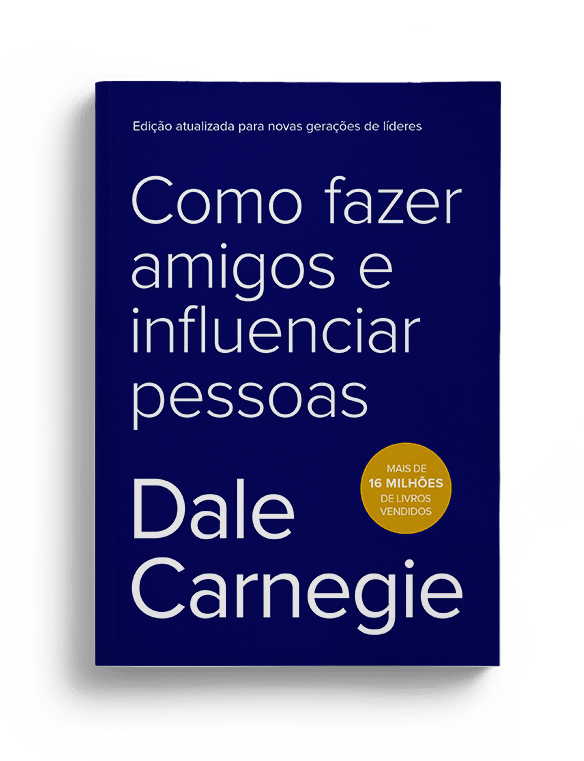 Edição atualizada para novas gerações de líderes
Como fazer
amigos e
influenciar
pessoas
MAIS DE
16 MILHÕES
DE LIVROS
VENDIDOS
Dale
Carnegie